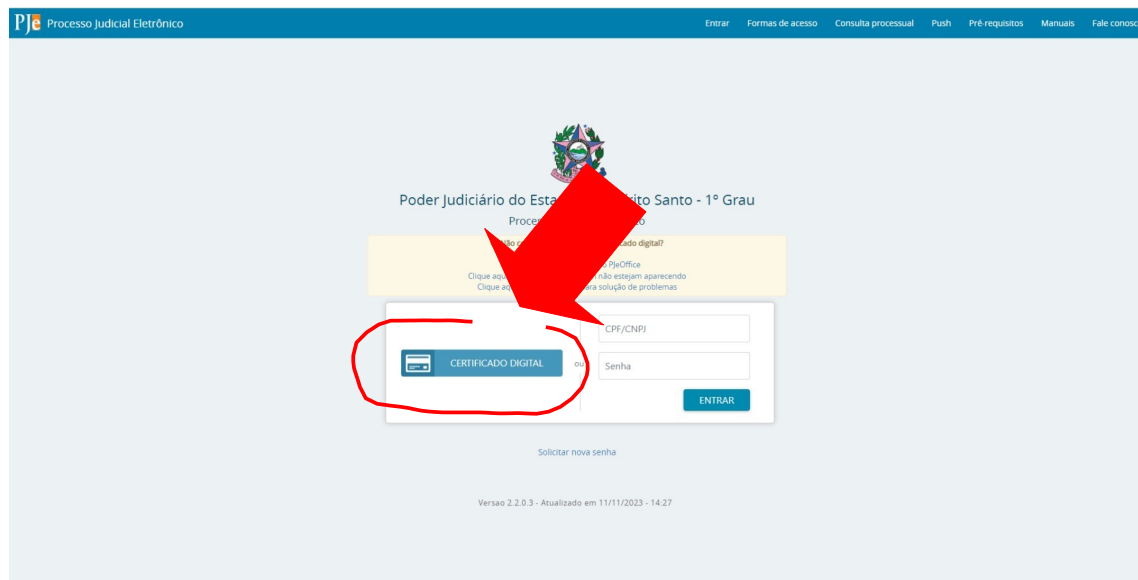 PJe Processo Judicial Eletrônico
Entrar Formas de acesso Consulta processual Push Pré-requisitos Manuais Fale conosc
Poder Judiciário do Esta rito Santo - 1º Grau
Proces o
Não c cado digital?
o PJeOffice
Clique aqu não estejam aparecendo
Clique aq ara solução de problemas
CERTIFICADO DIGITAL
ou
CPF/CNPJ
Senha
ENTRAR
Solicitar nova senha
Versao 2.2.0.3 - Atualizado em 11/11/2023 - 14:27